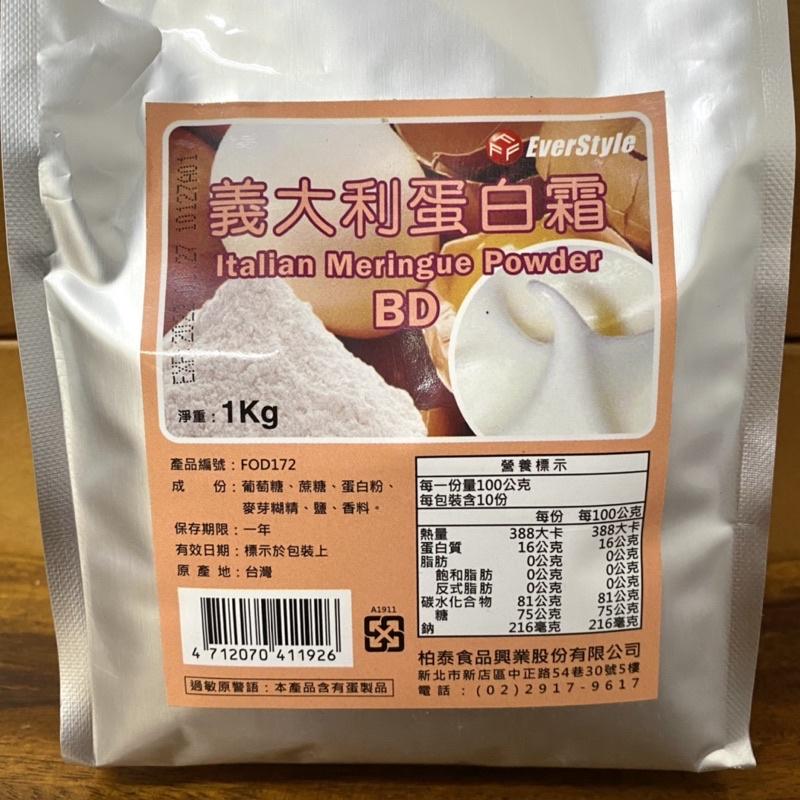 EverStyle
義大利蛋白霜
Italian Meringue Powder
BD
10127A01
淨重：1Kg
產品編號：FOD172
成　份：葡萄糖、蔗糖、蛋白粉、
麥芽糊精、鹽、香料。
保存期限：一年
有效日期：標示於包裝上
原 產 地：台灣
A1911
4 712070 411926
過敏原警語：本產品含有蛋製品
營養標示
每一份量100公克
每包裝含10份
每份 每100公克
熱量 388大卡 388大卡
蛋白質 16公克 16公克
脂肪 0公克 0公克
飽和脂肪 0公克 0公克
反式脂肪 0公克 0公克
碳水化合物 81公克 81公克
糖 75公克 75公克
鈉 216毫克 216毫克
柏泰食品興業股份有限公司
新北市新店區中正路54巷30號5樓
電話：(02)2917-9617